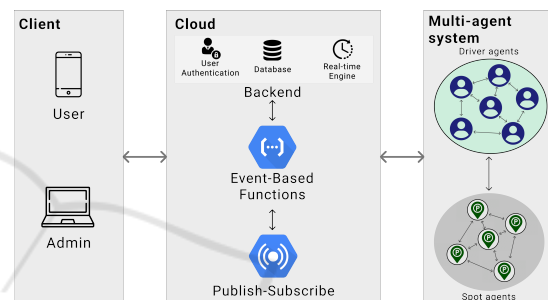 Client
User
Admin
Cloud
User
Authentication
Database
Real-time
Engine
Backend
Event-Based
Functions
Publish-Subscribe
Multi-agent
system
Driver agents
P
P
P
P
P
Spot agents